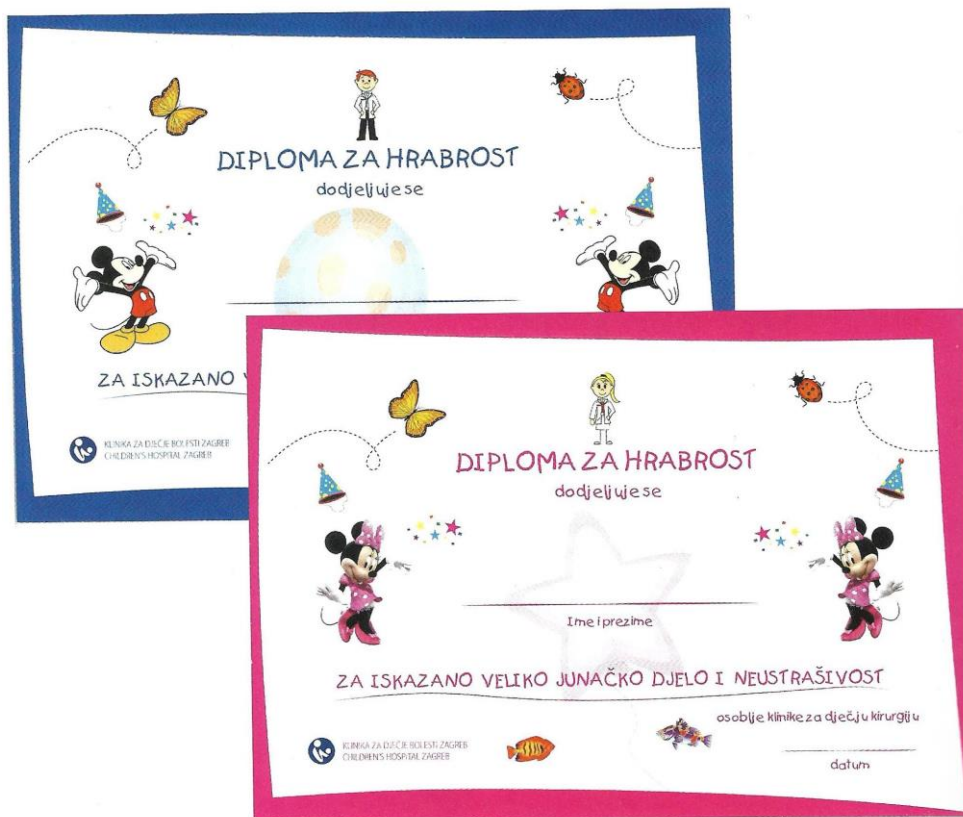 DIPLOMA ZA HRABROST
dodjeljuje se
ZA ISKAZANO
KLINIKA ZA DJEČJE BOLESTI ZAGREB
CHILDREN'S HOSPITAL ZAGREB
DIPLOMA ZA HRABROST
dodjeljuje se
Ime i prezime
ZA ISKAZANO VELIKO JUNAČKO DJELO I NEUSTRAŠIVOST
osoblje klinike za dječju kirurgiju
KLINIKA ZA DJEČJE BOLESTI ZAGREB
CHILDREN'S HOSPITAL ZAGREB
datum